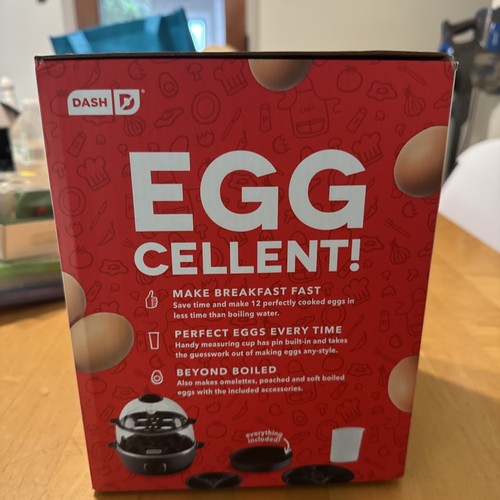 DASH
EGG
CELLENT!
MAKE BREAKFAST FAST
Save time and make 12 perfectly cooked eggs in
less time than boiling water.
PERFECT EGGS EVERY TIME
Handy measuring cup has pin built-in and takes
the guesswork out of making eggs any-style.
BEYOND BOILED
Also makes omelettes, poached and soft boiled
eggs with the included accessories.
everything
included!